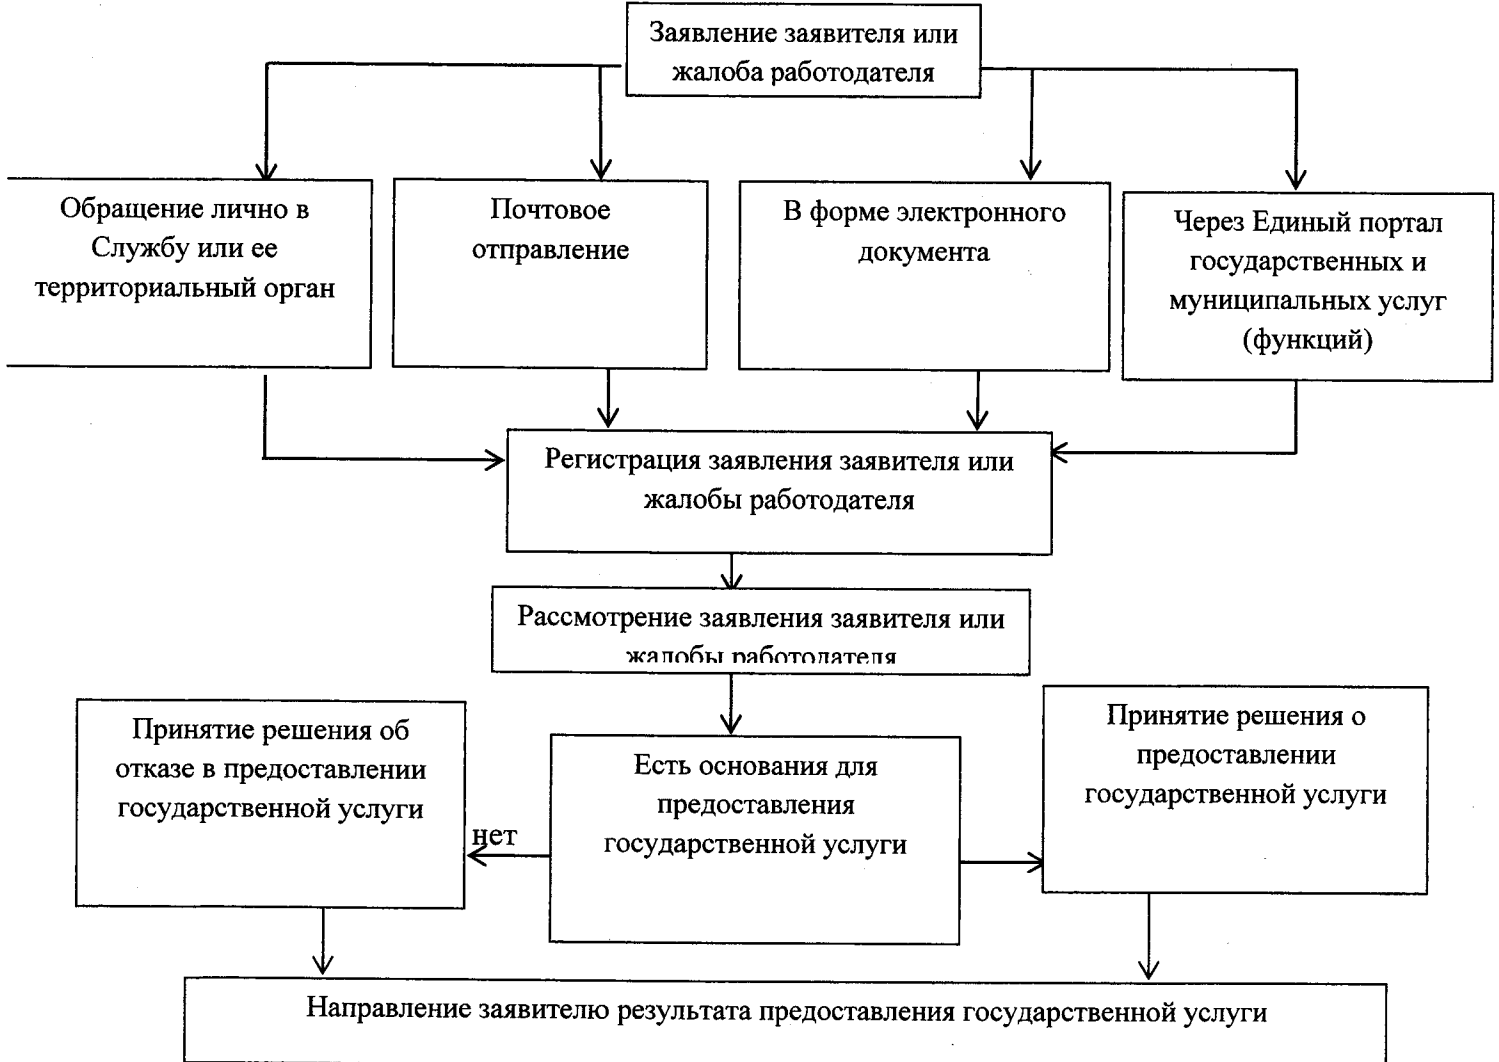 Заявление заявителя или
жалоба работодателя
Обращение лично в
Службу или ее
территориальный орган
Почтовое
отправление
В форме электронного
документа
Через Единый портал
государственных и
муниципальных услуг
(функций)
Регистрация заявления заявителя или
жалобы работодателя
Рассмотрение заявления заявителя или
жалобы работодателя
Принятие решения об
отказе в предоставлении
государственной услуги
нет
Есть основания для
предоставления
государственной услуги
Принятие решения о
предоставлении
государственной услуги
Направление заявителю результата предоставления государственной услуги